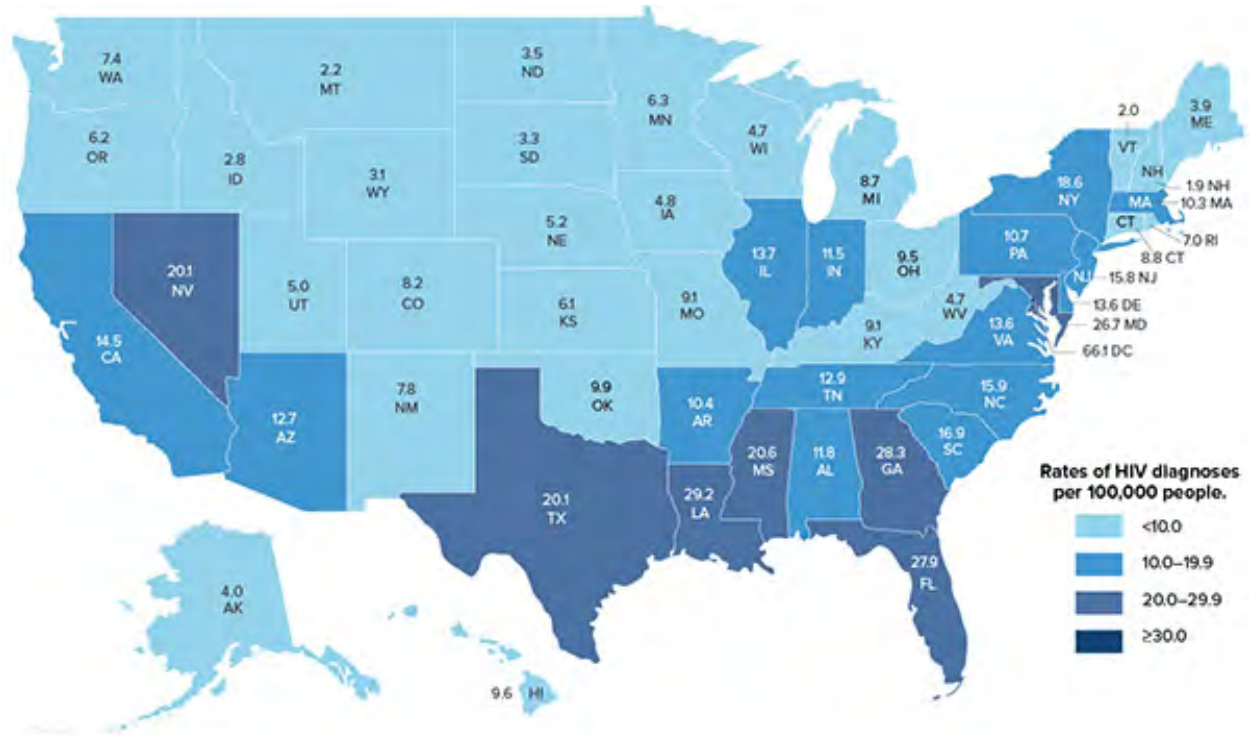 7.4
WA
2.2
MT
3.5
ND
6.3
MN
4.7
WI
8.7
MI
2.0
VT
3.9
ME
6.2
OR
2.8
ID
3.1
WY
3.3
SD
4.8
IA
18.6
NY
NH
1.9 NH
MA
10.3 MA
CT
7.0 RI
8.8 CT
20.1
NV
5.0
UT
8.2
CO
5.2
NE
6.1
KS
9.1
MO
13.7
IL
11.5
IN
9.5
OH
10.7
PA
NJ
15.8 NJ
13.6 DE
26.7 MD
66.1 DC
4.7
WV
13.6
VA
9.1
KY
14.5
CA
12.7
AZ
7.8
NM
9.9
OK
10.4
AR
12.9
TN
15.9
NC
16.9
SC
20.1
TX
29.2
LA
20.6
MS
11.8
AL
28.3
GA
27.9
FL
4.0
AK
9.6
HI
Rates of HIV diagnoses
per 100,000 people.
<10.0
10.0–19.9
20.0–29.9
≥30.0